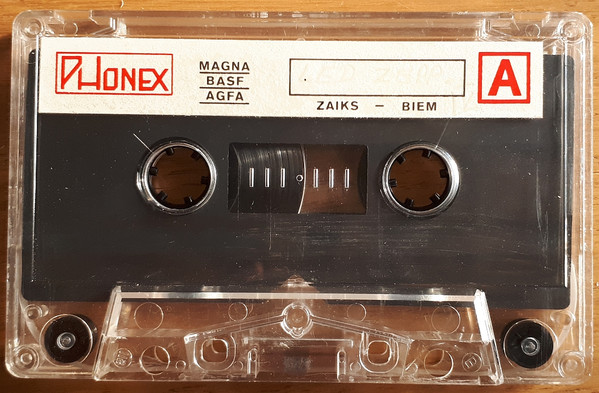 PHONEX
MAGNA
BASF
AGFA
ZAIKS – BIEM
A